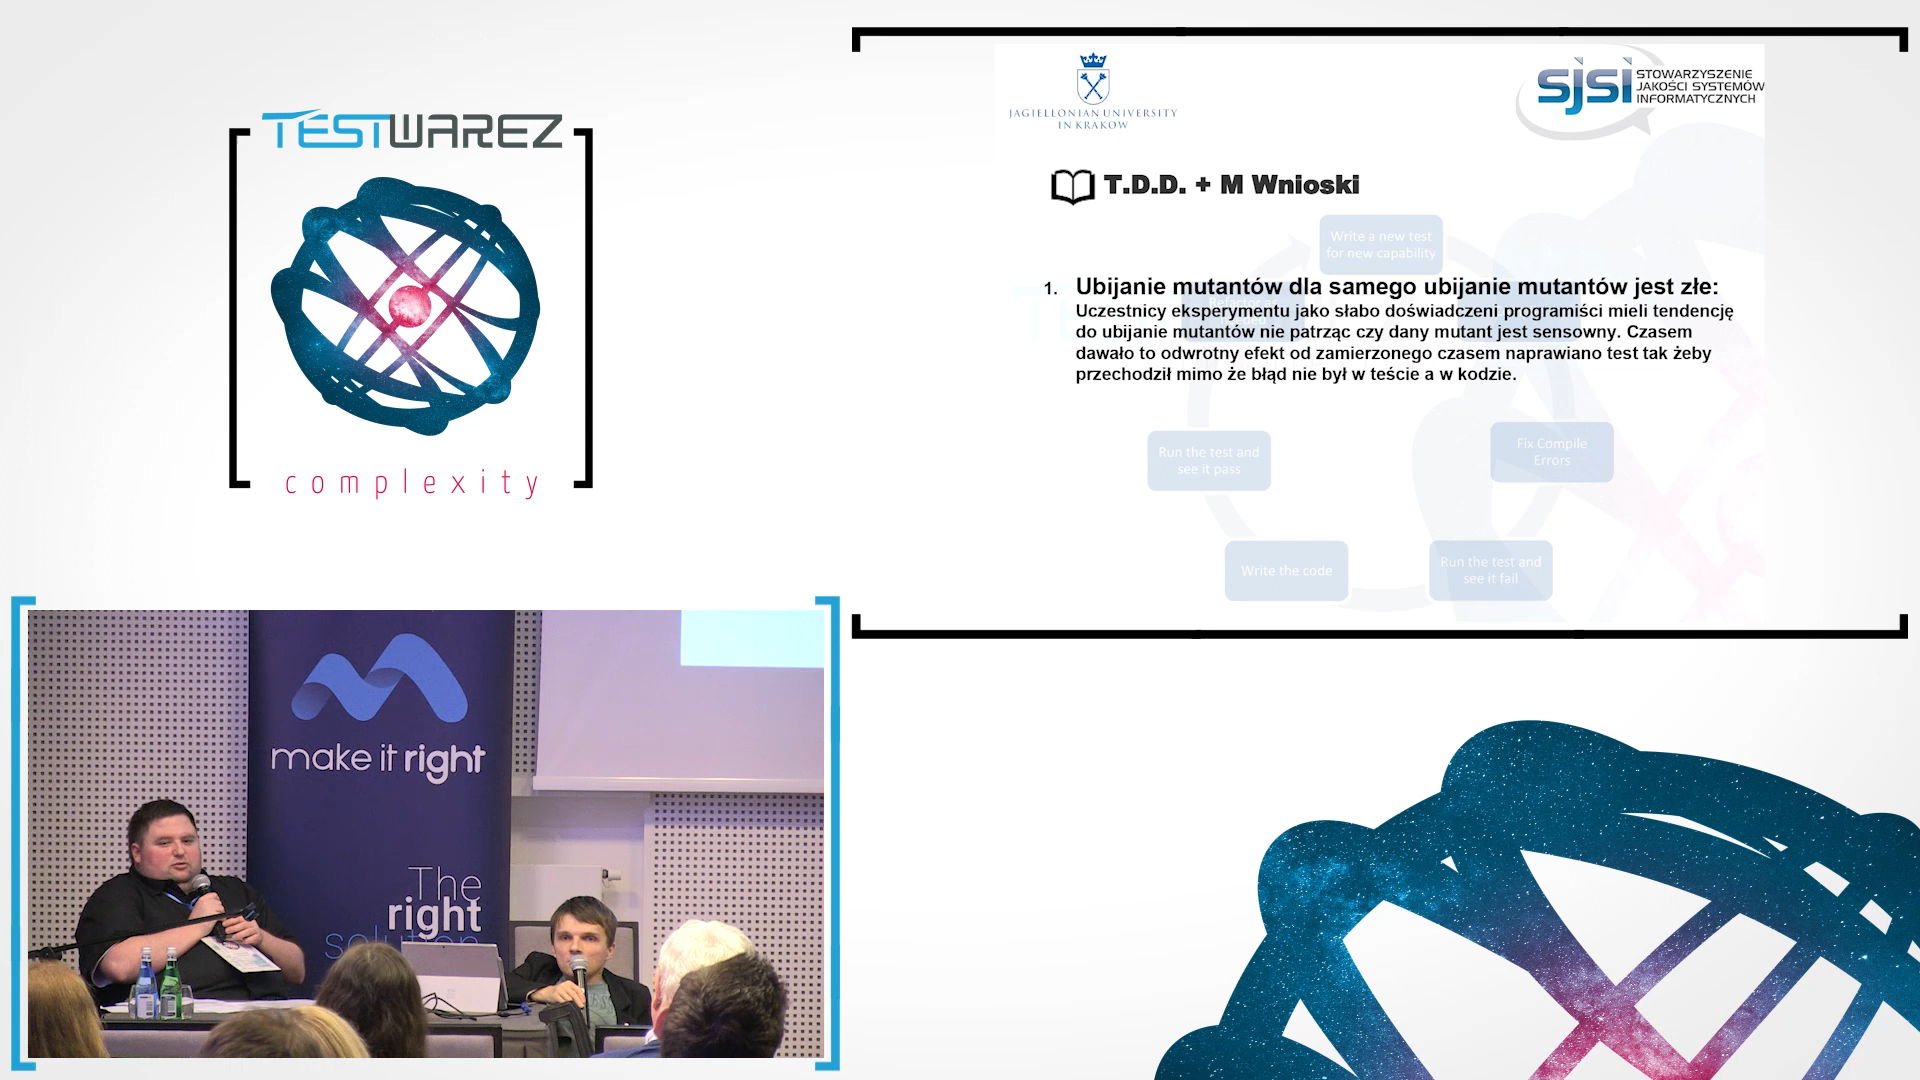 TESTWAREZ
complexity
JAGIELLONIAN UNIVERSITY
IN KRAKOW
sjsi
STOWARZYSZENIE
JAKOŚCI SYSTEMÓW
INFORMATYCZNYCH
T.D.D. + M Wnioski
Write a new test
for new capability
1. Ubijanie mutantów dla samego ubijanie mutantów jest złe:
Uczestnicy eksperymentu jako słabo doświadczeni programiści mieli tendencję
do ubijanie mutantów nie patrząc czy dany mutant jest sensowny. Czasem
dawało to odwrotny efekt od zamierzonego czasem naprawiano test tak żeby
przechodził mimo że błąd nie był w teście a w kodzie.
Run the test and
see it pass
Fix Compile
Errors
Write the code
Run the test and
see it fail
make it right
The
right
solution